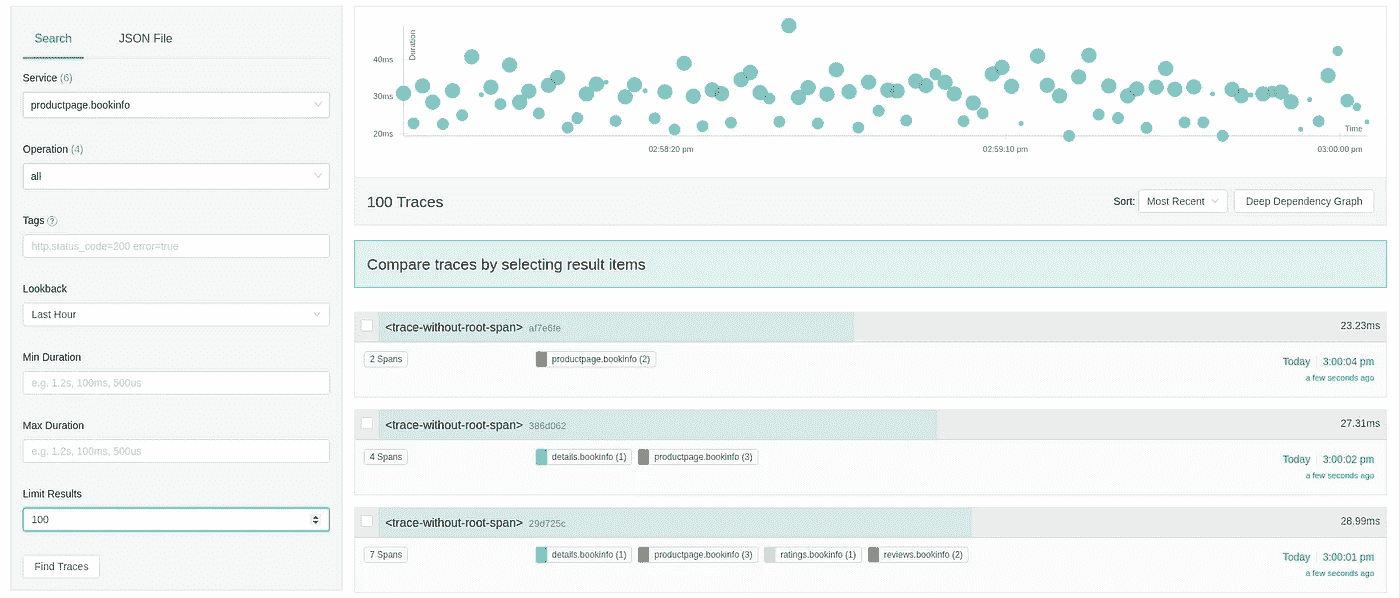 Search
JSON File
Service (6)
productpage.bookinfo
Operation (4)
all
Tags ?
http.status_code=200 error=true
Lookback
Last Hour
Min Duration
e.g. 1.2s, 100ms, 500us
Max Duration
e.g. 1.2s, 100ms, 500us
Limit Results
100
Find Traces
Duration
40ms
30ms
20ms
Time
02:58:20 pm
02:59:10 pm
03:00:00 pm
100 Traces
Sort: Most Recent
Deep Dependency Graph
Compare traces by selecting result items
<trace-without-root-span> af7e6fe
23.23ms
2 Spans
productpage.bookinfo (2)
Today 3:00:04 pm
a few seconds ago
<trace-without-root-span> 386d062
27.31ms
4 Spans
details.bookinfo (1)
productpage.bookinfo (3)
Today 3:00:02 pm
a few seconds ago
<trace-without-root-span> 29d725c
28.99ms
7 Spans
details.bookinfo (1)
productpage.bookinfo (3)
ratings.bookinfo (1)
reviews.bookinfo (2)
Today 3:00:01 pm
a few seconds ago